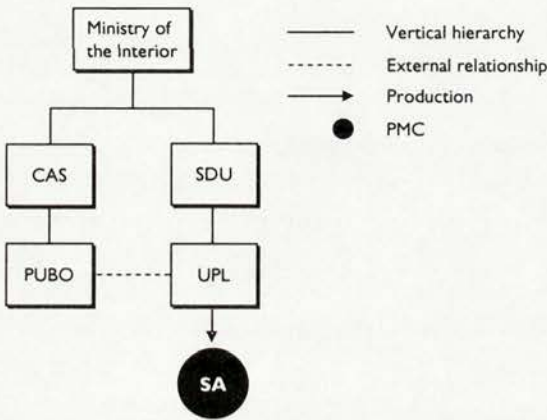 Ministry of
the Interior
Vertical hierarchy
External relationship
Production
PMC
CAS
SDU
PUBO
UPL
SA